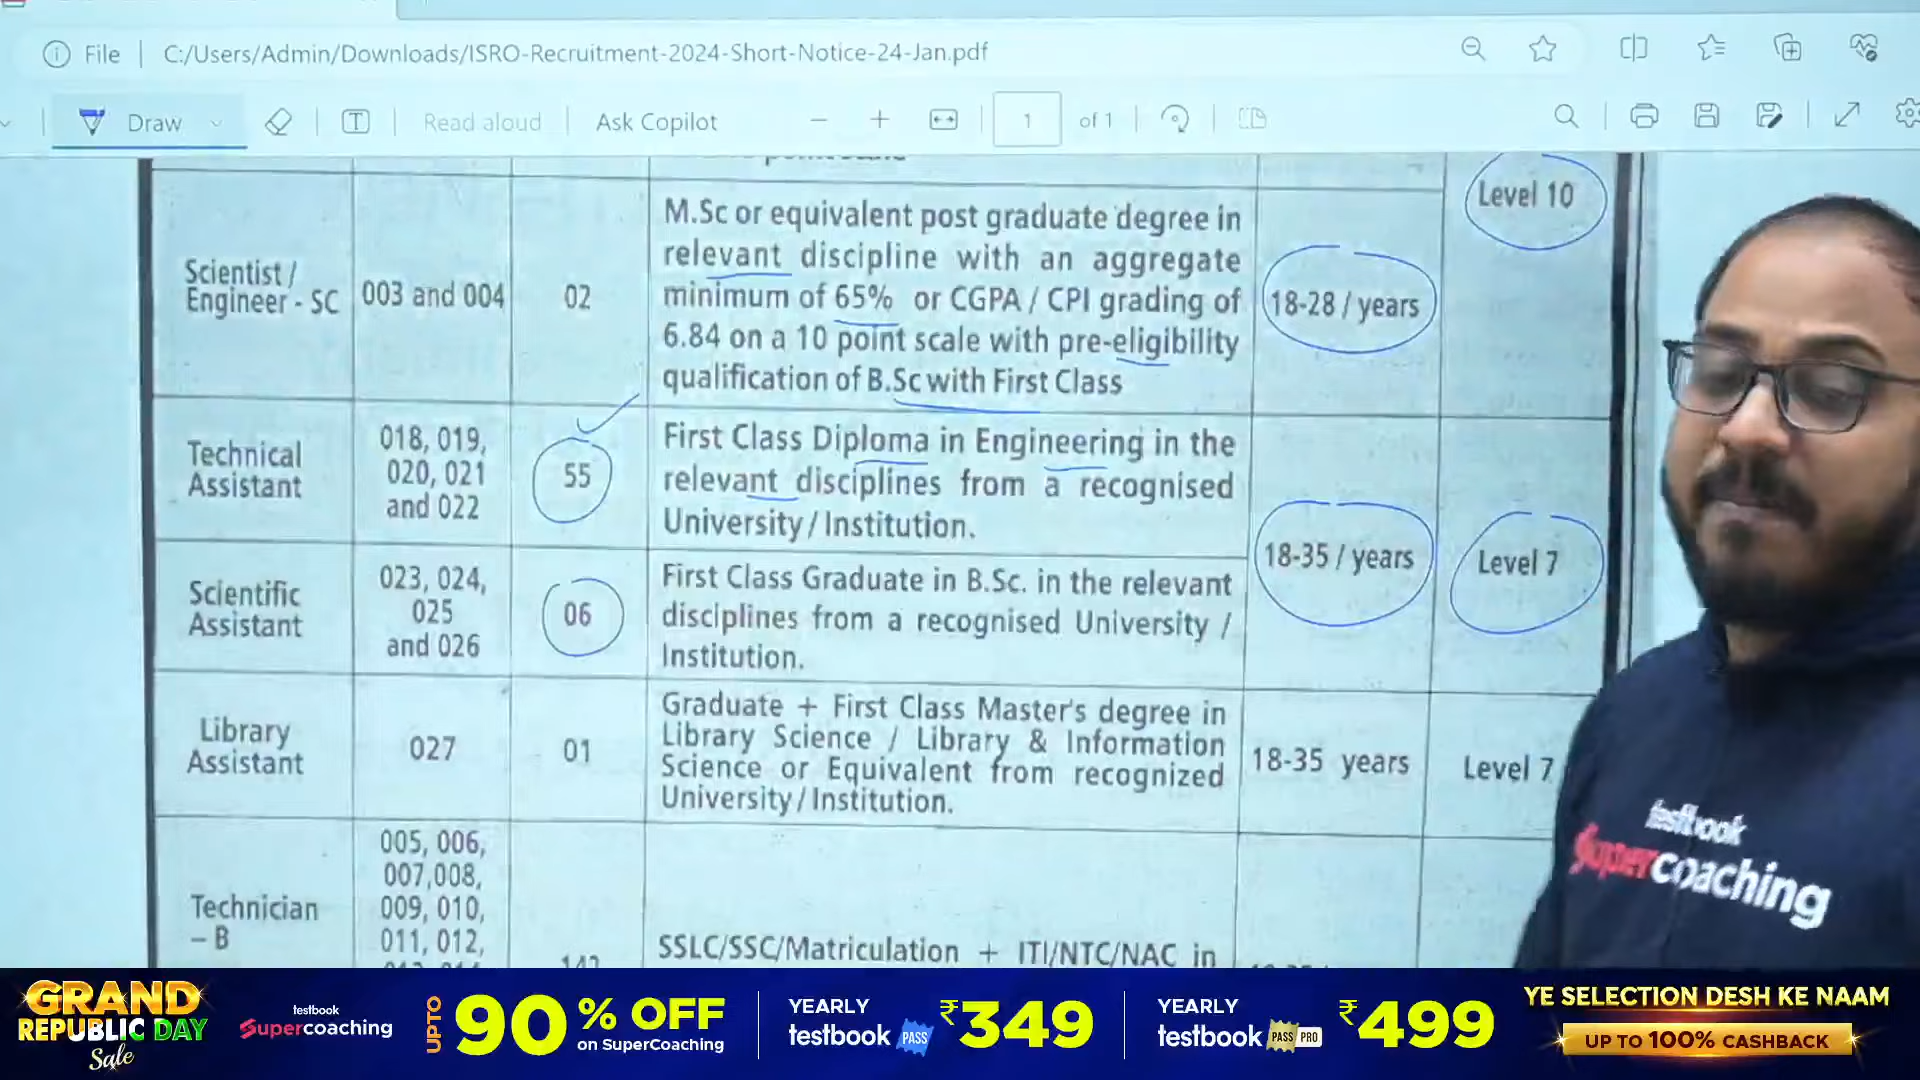 File
C:/Users/Admin/Downloads/ISRO-Recruitment-2024-Short-Notice-24-Jan.pdf
Draw
T
Read aloud
Ask Copilot
1
of 1
Level 10
Scientist /
Engineer - SC
003 and 004
02
M.Sc or equivalent post graduate degree in
relevant discipline with an aggregate
minimum of 65% or CGPA / CPI grading of
6.84 on a 10 point scale with pre-eligibility
qualification of B.Sc with First Class
18-28 / years
Technical
Assistant
018, 019,
020, 021
and 022
55
First Class Diploma in Engineering in the
relevant disciplines from a recognised
University / Institution.
18-35 / years
Level 7
Scientific
Assistant
023, 024,
025
and 026
06
First Class Graduate in B.Sc. in the relevant
disciplines from a recognised University /
Institution.
Library
Assistant
027
01
Graduate + First Class Master's degree in
Library Science / Library & Information
Science or Equivalent from recognized
University / Institution.
18-35 years
Level 7
Technician
– B
005, 006,
007,008,
009, 010,
011, 012,
142
SSLC/SSC/Matriculation + ITI/NTC/NAC in
testbook
Supercoaching
GRAND
REPUBLIC DAY
Sale
testbook
Supercoaching
UPTO
90% OFF
on SuperCoaching
YEARLY
testbook PASS
₹349
YEARLY
testbook PASS PRO
₹499
YE SELECTION DESH KE NAAM
UP TO 100% CASHBACK